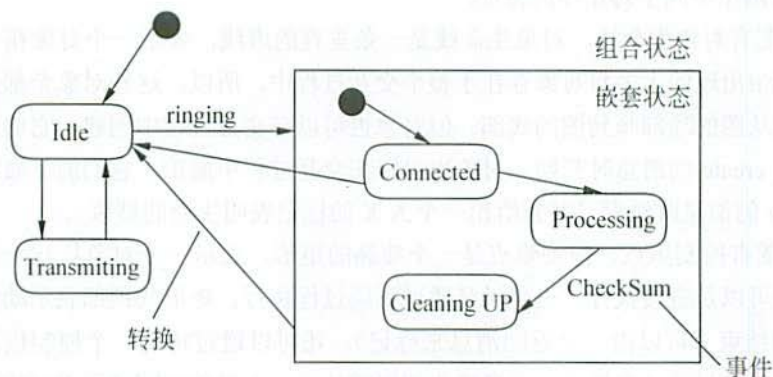 组合状态
Idle
ringing
嵌套状态
Connected
Processing
Transmiting
Cleaning UP
CheckSum
转换
事件